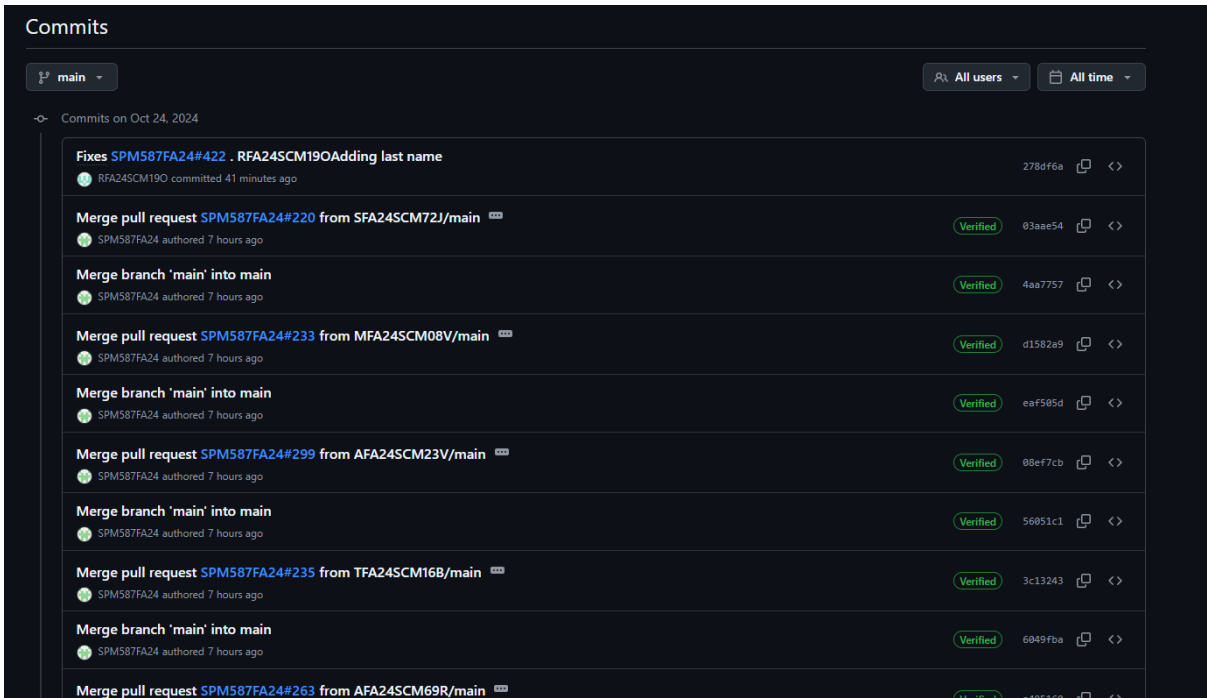 Commits
main
All users
All time
Commits on Oct 24, 2024
Fixes SPM587FA24#422 . RFA24SCM19OAdding last name
278df6a
RFA24SCM19O committed 41 minutes ago
Merge pull request SPM587FA24#220 from SFA24SCM72J/main
Verified 03aae54
SPM587FA24 authored 7 hours ago
Merge branch 'main' into main
Verified 4aa7757
SPM587FA24 authored 7 hours ago
Merge pull request SPM587FA24#233 from MFA24SCM08V/main
Verified d1582a9
SPM587FA24 authored 7 hours ago
Merge branch 'main' into main
Verified eaf505d
SPM587FA24 authored 7 hours ago
Merge pull request SPM587FA24#299 from AFA24SCM23V/main
Verified 08ef7cb
SPM587FA24 authored 7 hours ago
Merge branch 'main' into main
Verified 56051c1
SPM587FA24 authored 7 hours ago
Merge pull request SPM587FA24#235 from TFA24SCM16B/main
Verified 3c13243
SPM587FA24 authored 7 hours ago
Merge branch 'main' into main
Verified 6049fba
SPM587FA24 authored 7 hours ago
Merge pull request SPM587FA24#263 from AFA24SCM69R/main
Verified